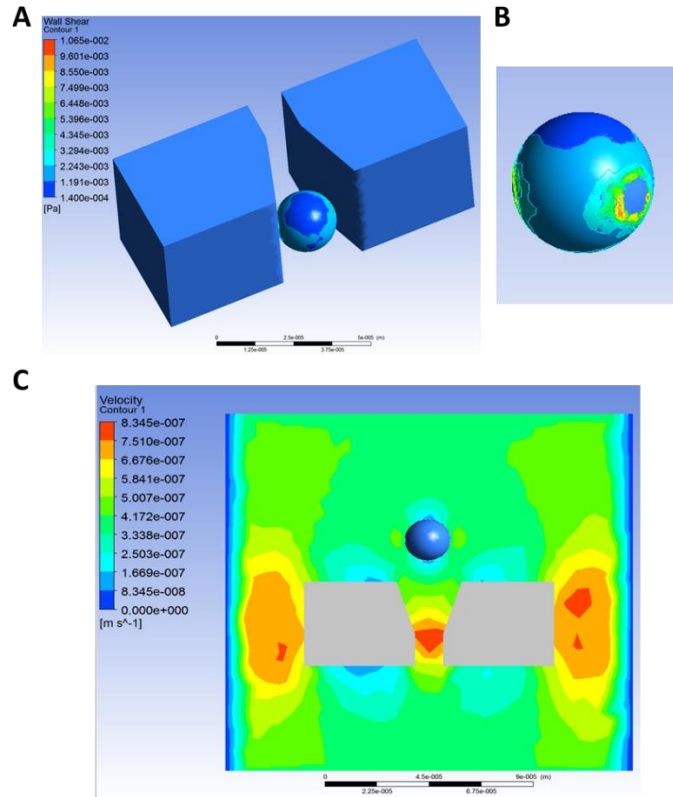 A
Wall Shear
Contour 1
1.065e-002
9.601e-003
8.550e-003
7.499e-003
6.448e-003
5.396e-003
4.345e-003
3.294e-003
2.243e-003
1.191e-003
1.400e-004
[Pa]
0 2.5e-005 5e-005 (m)
1.25e-005 3.75e-005
B
C
Velocity
Contour 1
8.345e-007
7.510e-007
6.676e-007
5.841e-007
5.007e-007
4.172e-007
3.338e-007
2.503e-007
1.669e-007
8.345e-008
0.000e+000
[m s^-1]
0 4.5e-005 9e-005 (m)
2.25e-005 6.75e-005